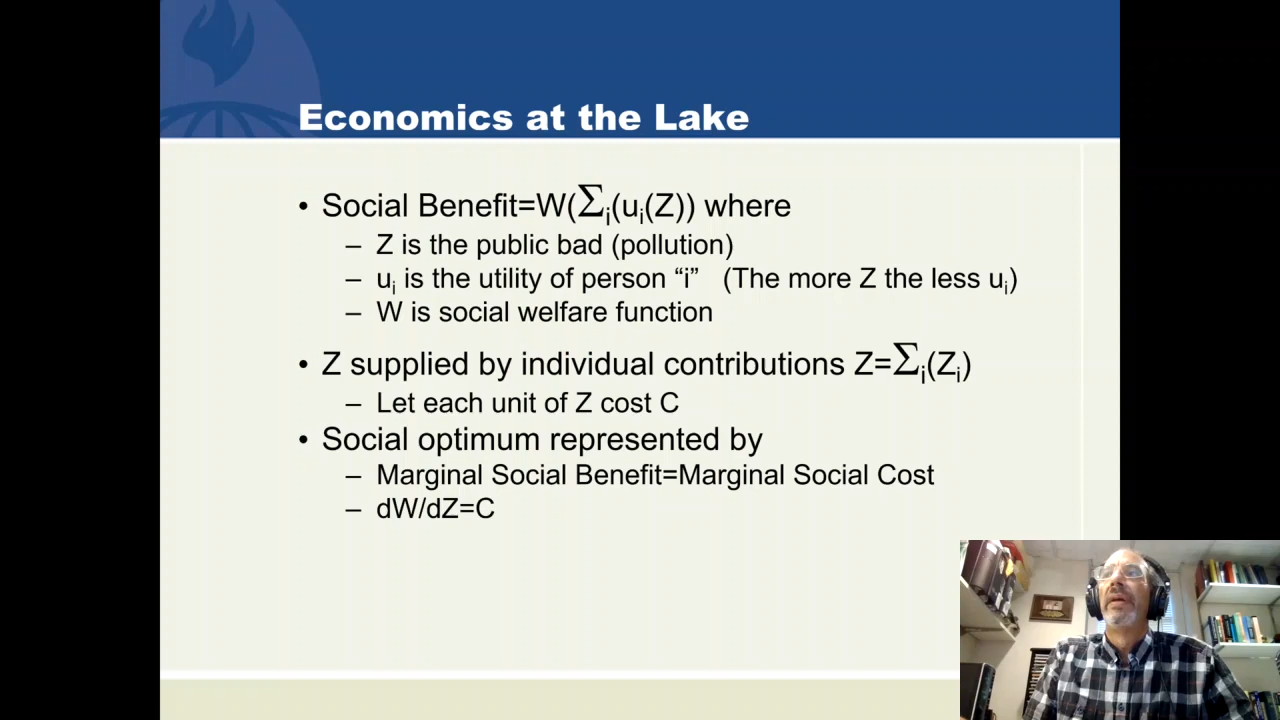 Economics at the Lake
• Social Benefit=W(∑i(ui(Z)) where
– Z is the public bad (pollution)
– ui is the utility of person “i” (The more Z the less ui)
– W is social welfare function
• Z supplied by individual contributions Z=∑i(Zi)
– Let each unit of Z cost C
• Social optimum represented by
– Marginal Social Benefit=Marginal Social Cost
– dW/dZ=C